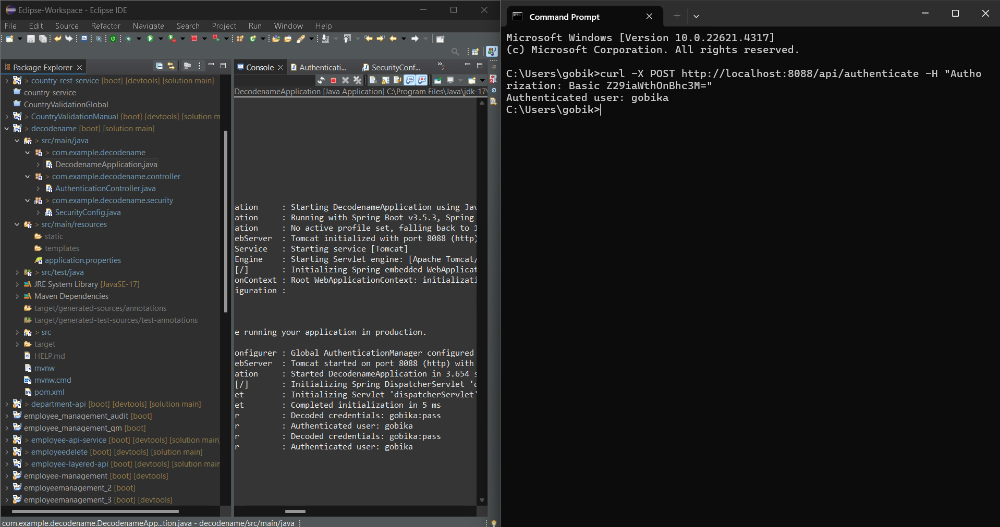 Eclipse-Workspace - Eclipse IDE
File Edit Source Refactor Navigate Search Project Run Window Help
Package Explorer
> country-rest-service [boot] [devtools] [solution main]
country-service
CountryValidationGlobal
> CountryValidationManual [boot] [devtools] [solution m
> decodename [boot] [solution main]
> src/main/java
> com.example.decodename
DecodenameApplication.java
> com.example.decodename.controller
AuthenticationController.java
> com.example.decodename.security
SecurityConfig.java
> src/main/resources
static
templates
application.properties
> src/test/java
JRE System Library [JavaSE-17]
Maven Dependencies
target/generated-sources/annotations
target/generated-test-sources/test-annotations
> src
target
HELP.md
mvnw
mvnw.cmd
pom.xml
> department-api [boot] [devtools] [solution main]
employee_management_audit [boot]
employee_management_qm [boot]
> employee-api-service [boot] [devtools] [solution main]
> employeedelete [boot] [devtools] [solution main]
> employee-layered-api [boot] [devtools] [solution main
employee-management [boot] [devtools]
employeemanagement_2 [boot]
employeemanagement_3 [boot] [devtools]
com.example.decodename.DecodenameApp...tion.java - decodename/src/main/java
Console Authenticati... SecurityConf...
DecodenameApplication [Java Application] C:\Program Files\Java\jdk-17\
ation : Starting DecodenameApplication using Jav
ation : Running with Spring Boot v3.5.3, Spring
ation : No active profile set, falling back to 1
ebServer : Tomcat initialized with port 8088 (http)
Service : Starting service [Tomcat]
Engine : Starting Servlet engine: [Apache Tomcat/
[/] : Initializing Spring embedded WebApplicat
onContext : Root WebApplicationContext: initializati
iguration :
e running your application in production.
onfigurer : Global AuthenticationManager configured
ebServer : Tomcat started on port 8088 (http) with
ation : Started DecodenameApplication in 3.654 s
[/] : Initializing Spring DispatcherServlet 'd
et : Initializing Servlet 'dispatcherServlet'
et : Completed initialization in 5 ms
r : Decoded credentials: gobika:pass
r : Authenticated user: gobika
r : Decoded credentials: gobika:pass
r : Authenticated user: gobika
Command Prompt
Microsoft Windows [Version 10.0.22621.4317]
(c) Microsoft Corporation. All rights reserved.
C:\Users\gobik>curl -X POST http://localhost:8088/api/authenticate -H "Autho
rization: Basic Z29iaWthOnBhc3M="
Authenticated user: gobika
C:\Users\gobik>